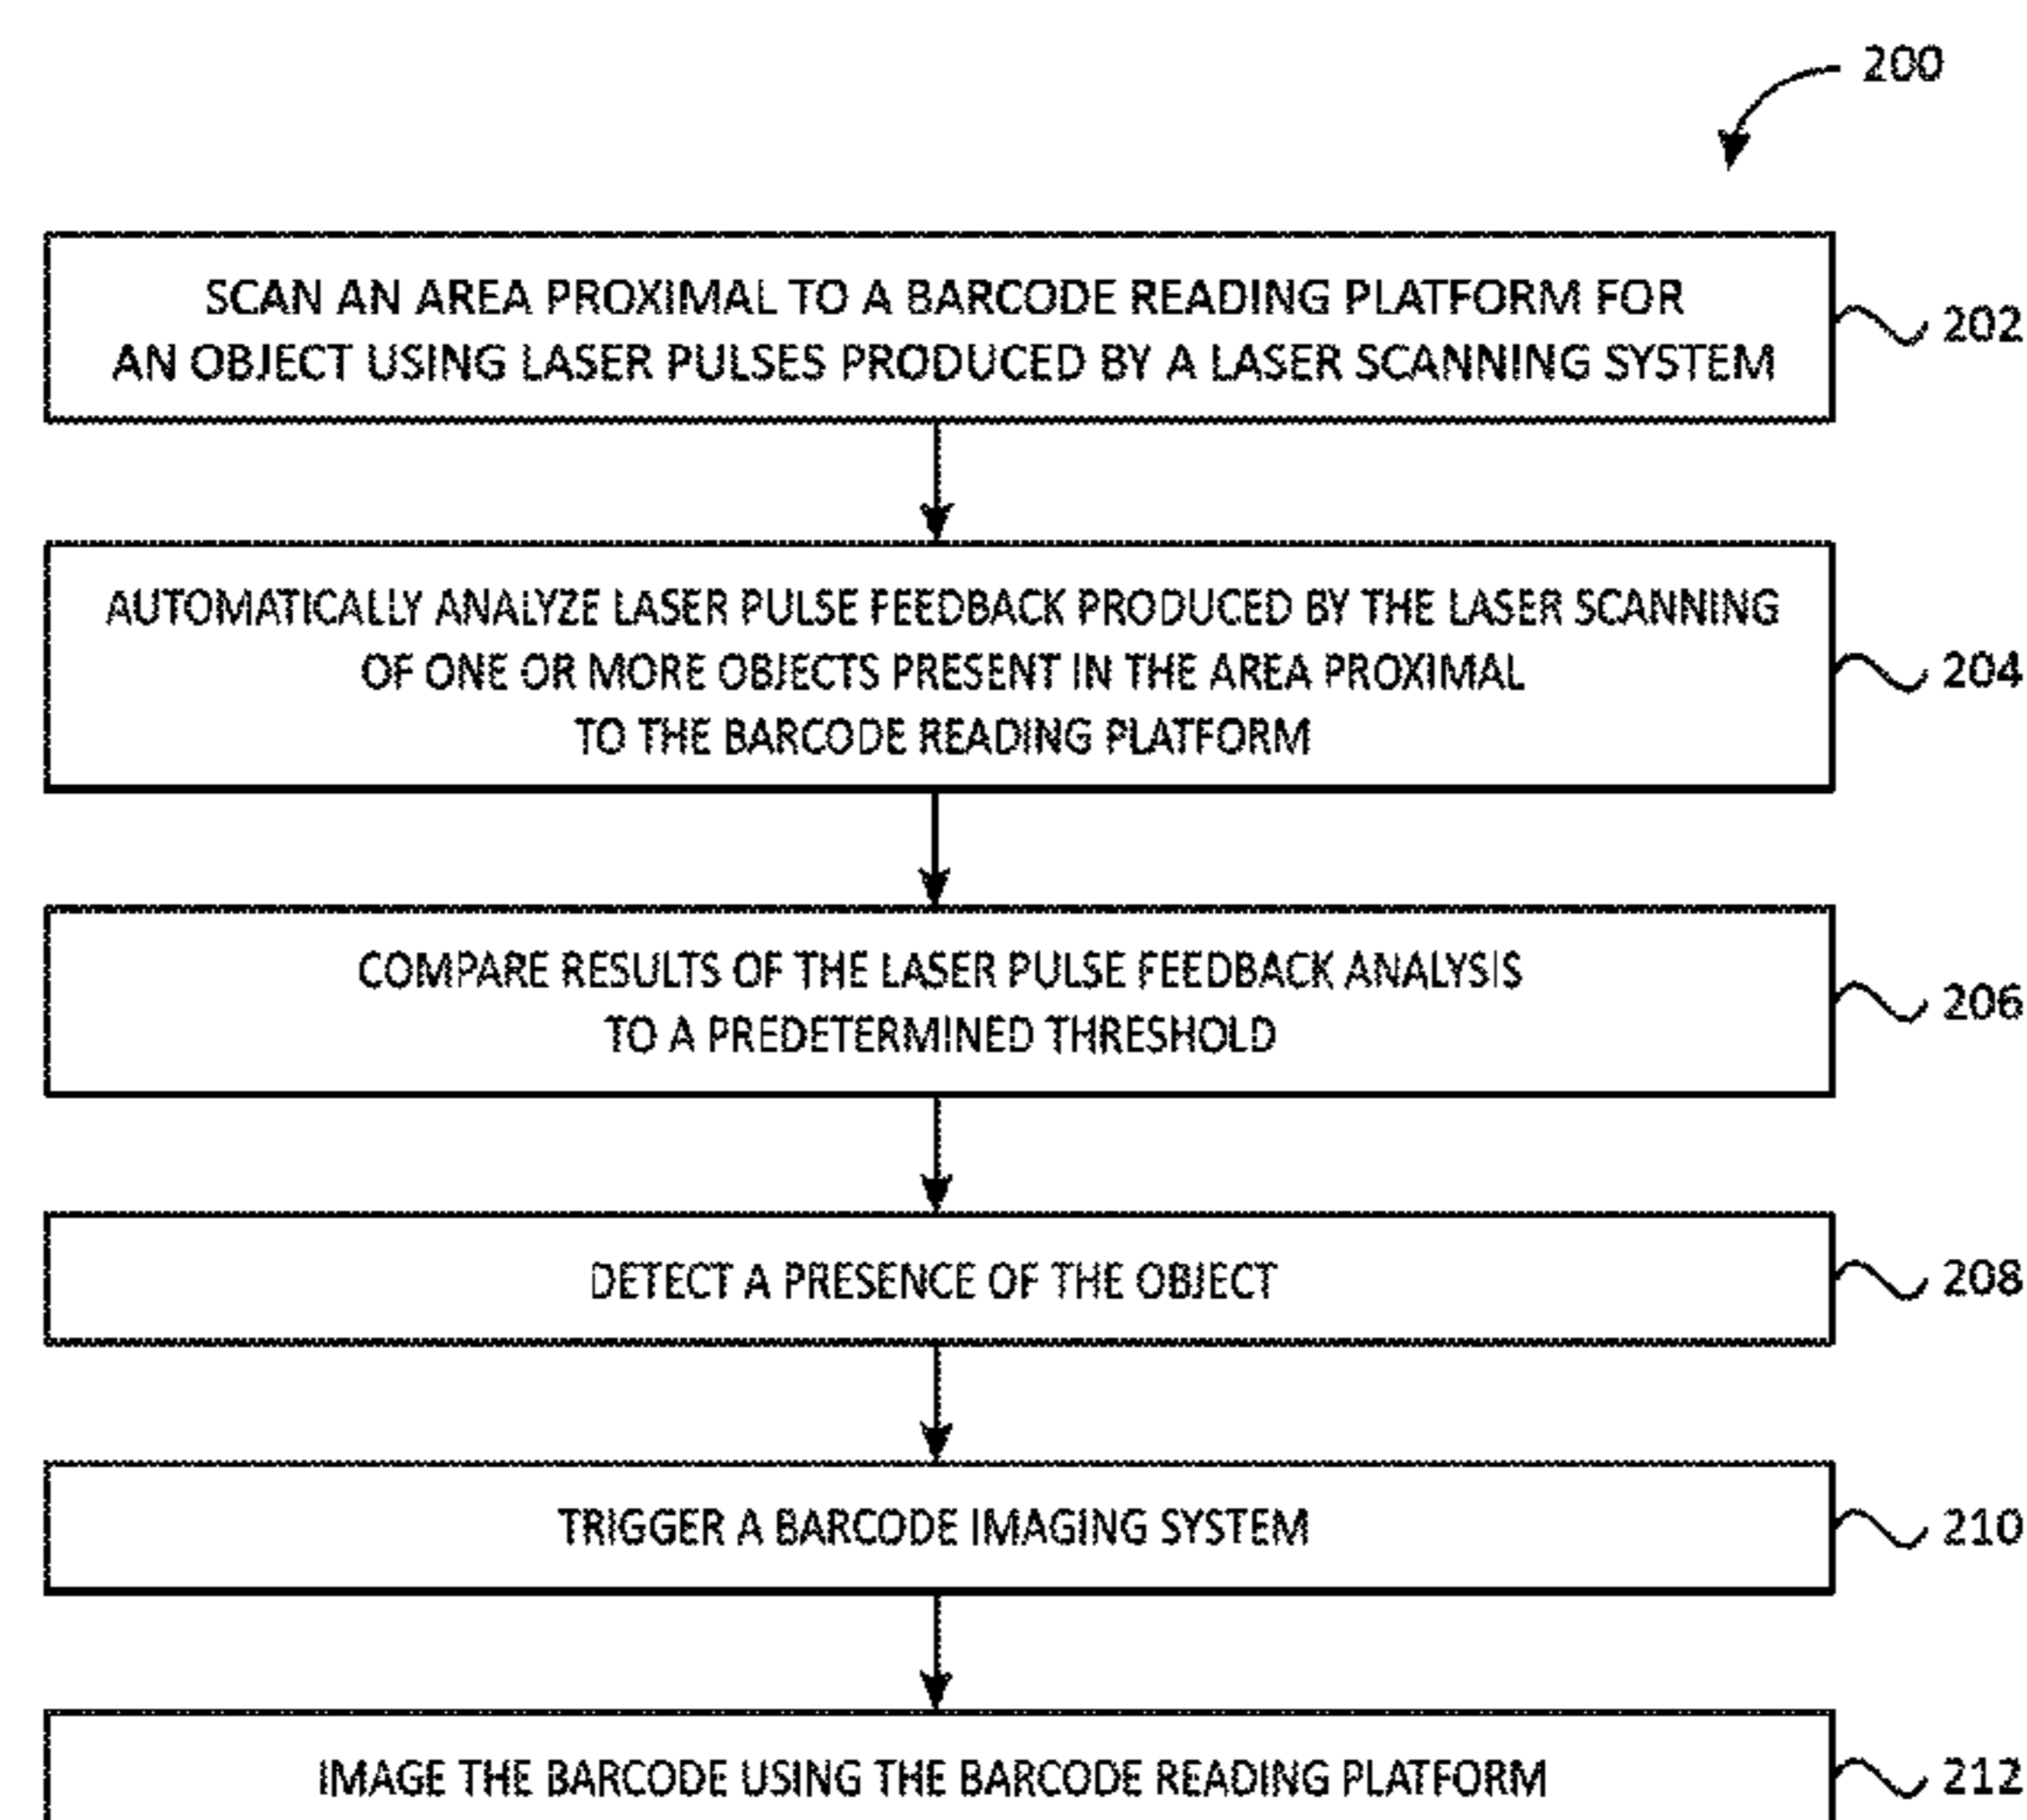 200
SCAN AN AREA PROXIMAL TO A BARCODE READING PLATFORM FOR
AN OBJECT USING LASER PULSES PRODUCED BY A LASER SCANNING SYSTEM
202
AUTOMATICALLY ANALYZE LASER PULSE FEEDBACK PRODUCED BY THE LASER SCANNING
OF ONE OR MORE OBJECTS PRESENT IN THE AREA PROXIMAL
TO THE BARCODE READING PLATFORM
204
COMPARE RESULTS OF THE LASER PULSE FEEDBACK ANALYSIS
TO A PREDETERMINED THRESHOLD
206
DETECT A PRESENCE OF THE OBJECT
208
TRIGGER A BARCODE IMAGING SYSTEM
210
IMAGE THE BARCODE USING THE BARCODE READING PLATFORM
212